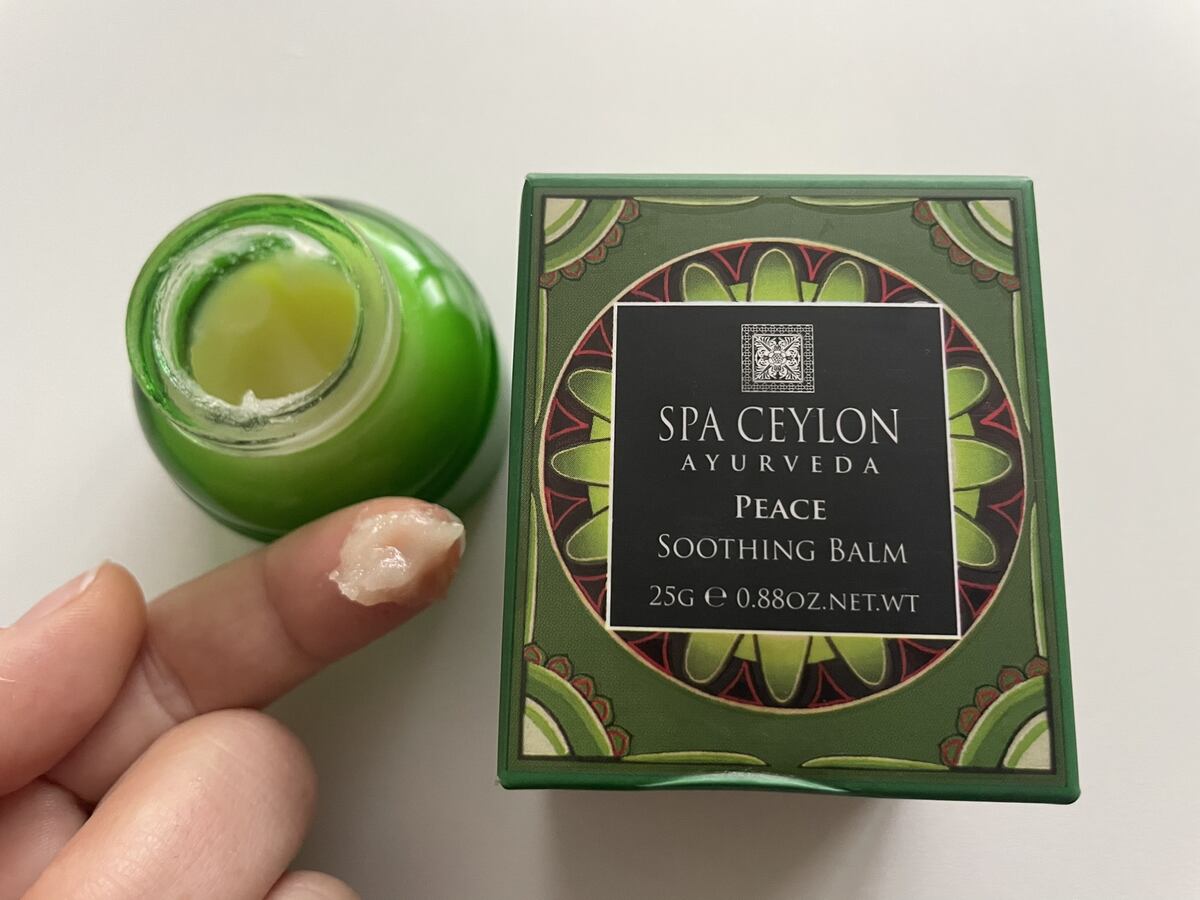 SPA CEYLON
AYURVEDA
PEACE
SOOTHING BALM
25G ℮ 0.88OZ.NET.WT